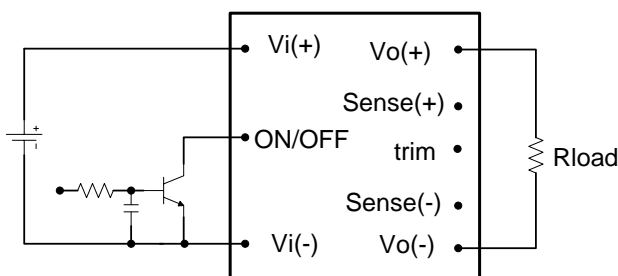 Vi(+)
Vo(+)
Sense(+)
ON/OFF
trim
Rload
Sense(-)
Vi(-)
Vo(-)
+
-